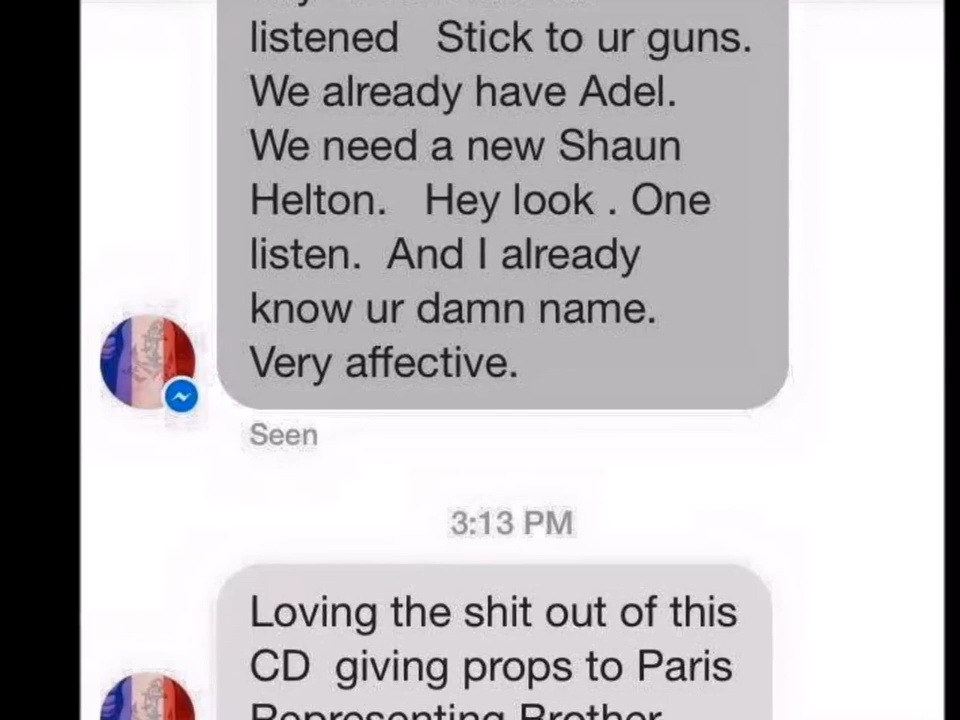 listened   Stick to ur guns.
We already have Adel.
We need a new Shaun
Helton.   Hey look . One
listen.  And I already
know ur damn name.
Very affective.
Seen
3:13 PM
Loving the shit out of this
CD  giving props to Paris
Representing Brother